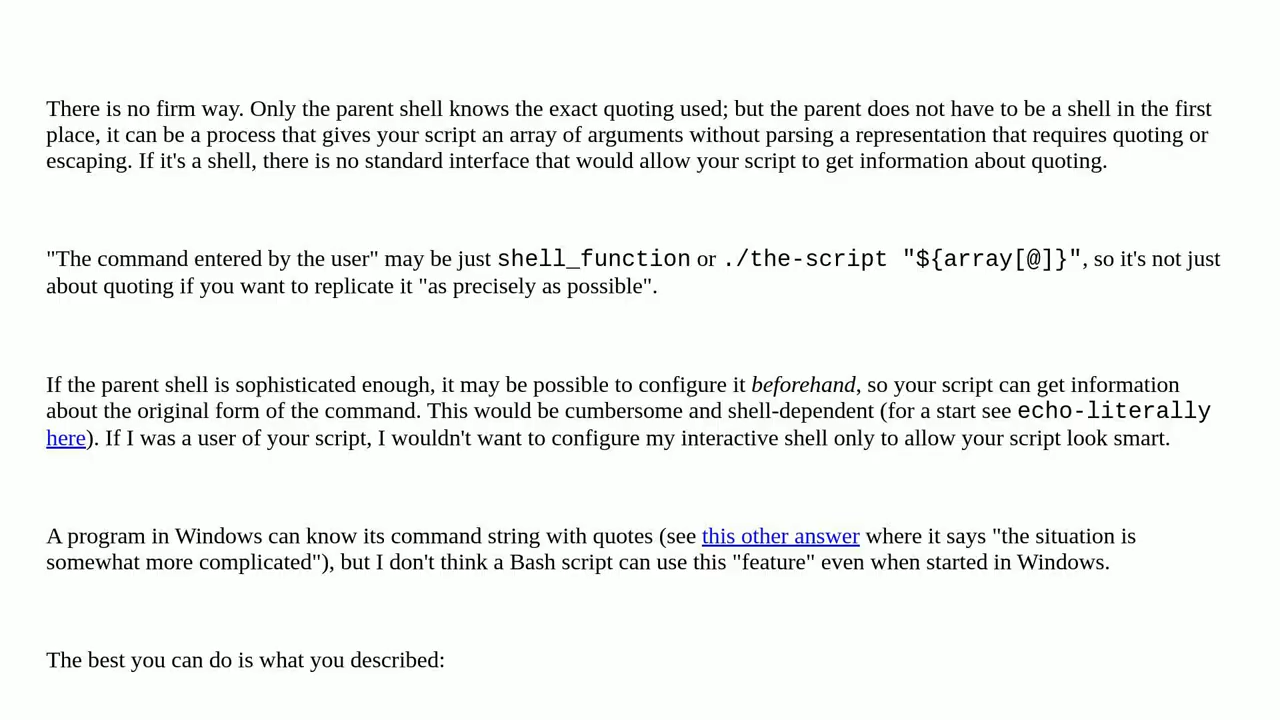 There is no firm way. Only the parent shell knows the exact quoting used; but the parent does not have to be a shell in the first
place, it can be a process that gives your script an array of arguments without parsing a representation that requires quoting or
escaping. If it's a shell, there is no standard interface that would allow your script to get information about quoting.
"The command entered by the user" may be just shell_function or ./the-script "${array[@]}", so it's not just
about quoting if you want to replicate it "as precisely as possible".
If the parent shell is sophisticated enough, it may be possible to configure it beforehand, so your script can get information
about the original form of the command. This would be cumbersome and shell-dependent (for a start see echo-literally
here). If I was a user of your script, I wouldn't want to configure my interactive shell only to allow your script look smart.
A program in Windows can know its command string with quotes (see this other answer where it says "the situation is
somewhat more complicated"), but I don't think a Bash script can use this "feature" even when started in Windows.
The best you can do is what you described: